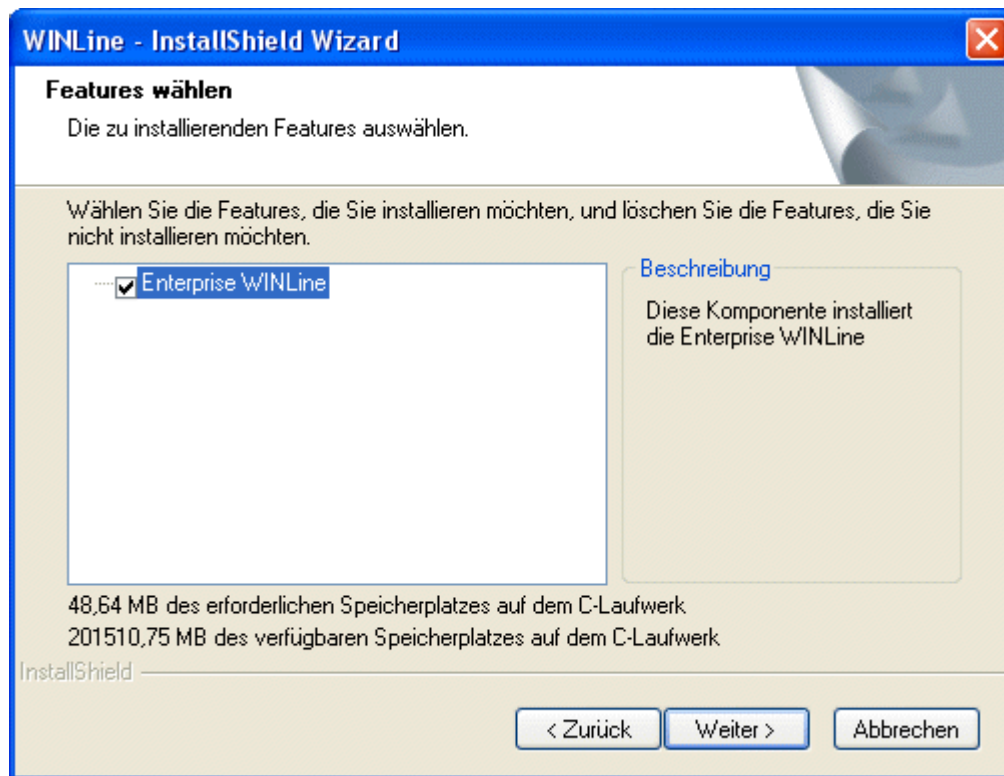 WINLine - InstallShield Wizard
Features wählen
Die zu installierenden Features auswählen.
Wählen Sie die Features, die Sie installieren möchten, und löschen Sie die Features, die Sie
nicht installieren möchten.
Enterprise WINLine
Beschreibung
Diese Komponente installiert
die Enterprise WINLine
48,64 MB des erforderlichen Speicherplatzes auf dem C-Laufwerk
201510,75 MB des verfügbaren Speicherplatzes auf dem C-Laufwerk
InstallShield
< Zurück
Weiter >
Abbrechen